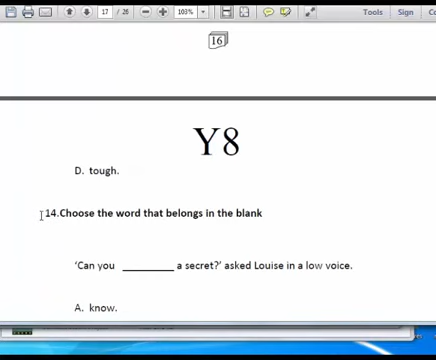 17 / 26
103%
Tools
Sign
16
Y8
D. tough.
14.Choose the word that belongs in the blank
‘Can you ________ a secret?’ asked Louise in a low voice.
A. know.